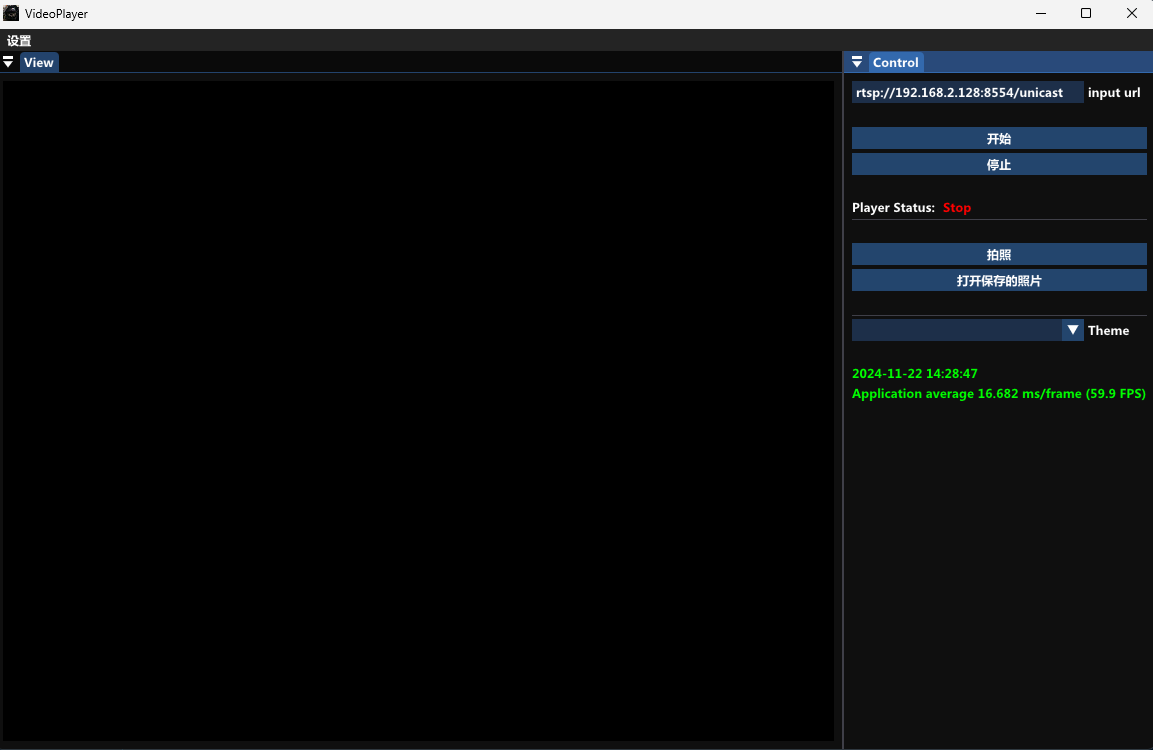 VideoPlayer
设置
View
Control
rtsp://192.168.2.128:8554/unicast input url
开始
停止
Player Status: Stop
拍照
打开保存的照片
Theme
2024-11-22 14:28:47
Application average 16.682 ms/frame (59.9 FPS)